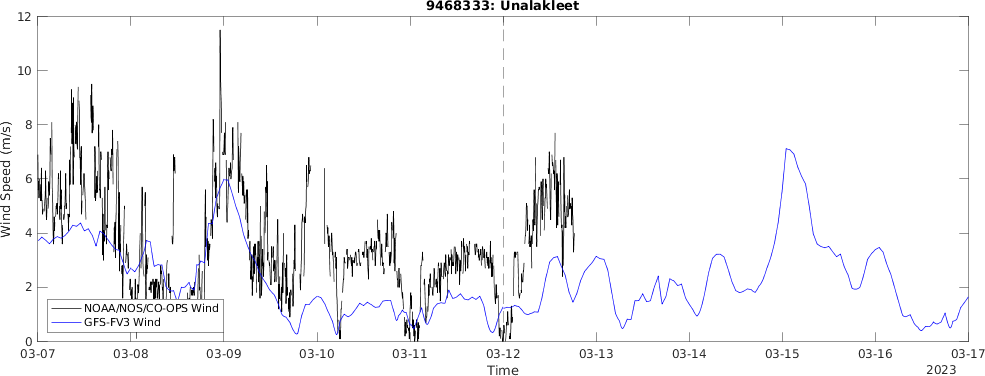 9468333: Unalakleet
Wind Speed (m/s)
12
10
8
6
4
2
0
NOAA/NOS/CO-OPS Wind
GFS-FV3 Wind
03-07 03-08 03-09 03-10 03-11 03-12 03-13 03-14 03-15 03-16 03-17
Time
2023